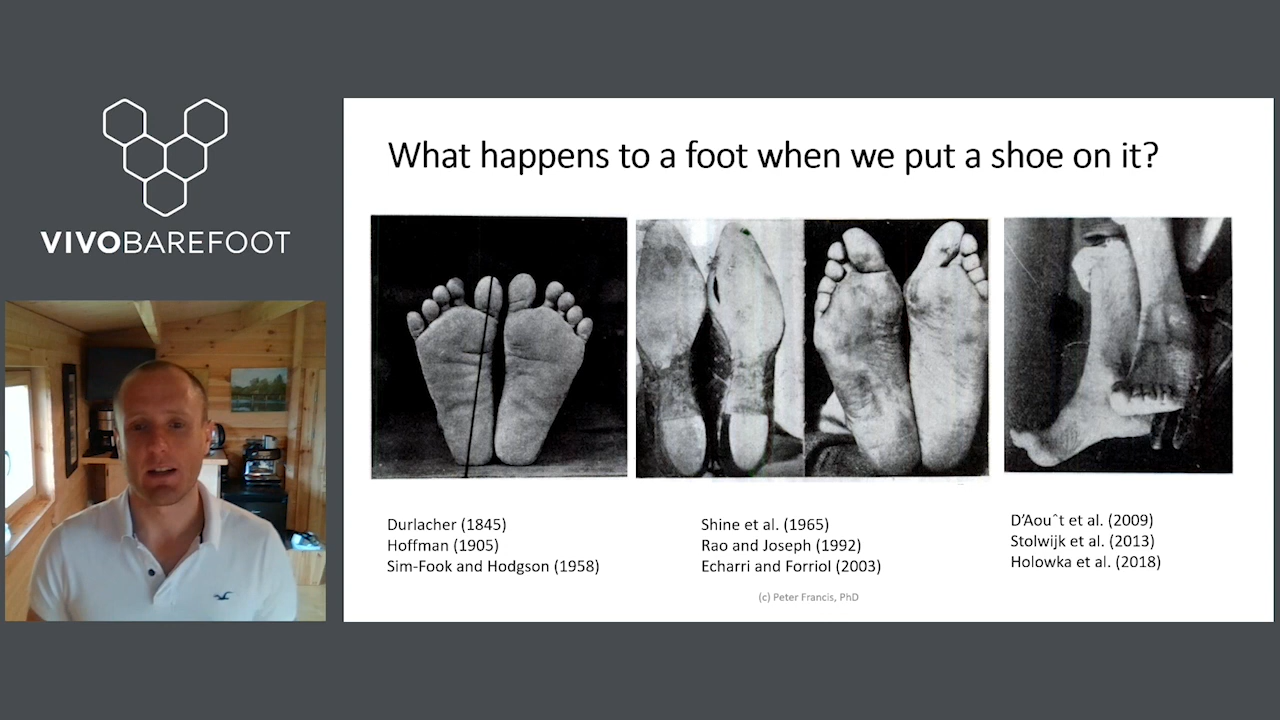 VIVOBAREFOOT
What happens to a foot when we put a shoe on it?
Durlacher (1845)
Hoffman (1905)
Sim-Fook and Hodgson (1958)
Shine et al. (1965)
Rao and Joseph (1992)
Echarri and Forriol (2003)
D’Aouˆt et al. (2009)
Stolwijk et al. (2013)
Holowka et al. (2018)
(c) Peter Francis, PhD